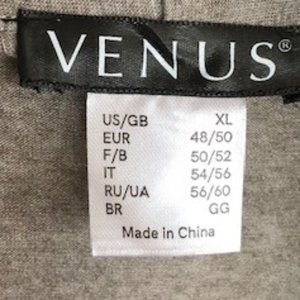 VENUS®
US/GB XL
EUR 48/50
F/B 50/52
IT 54/56
RU/UA 56/60
BR GG
Made in China